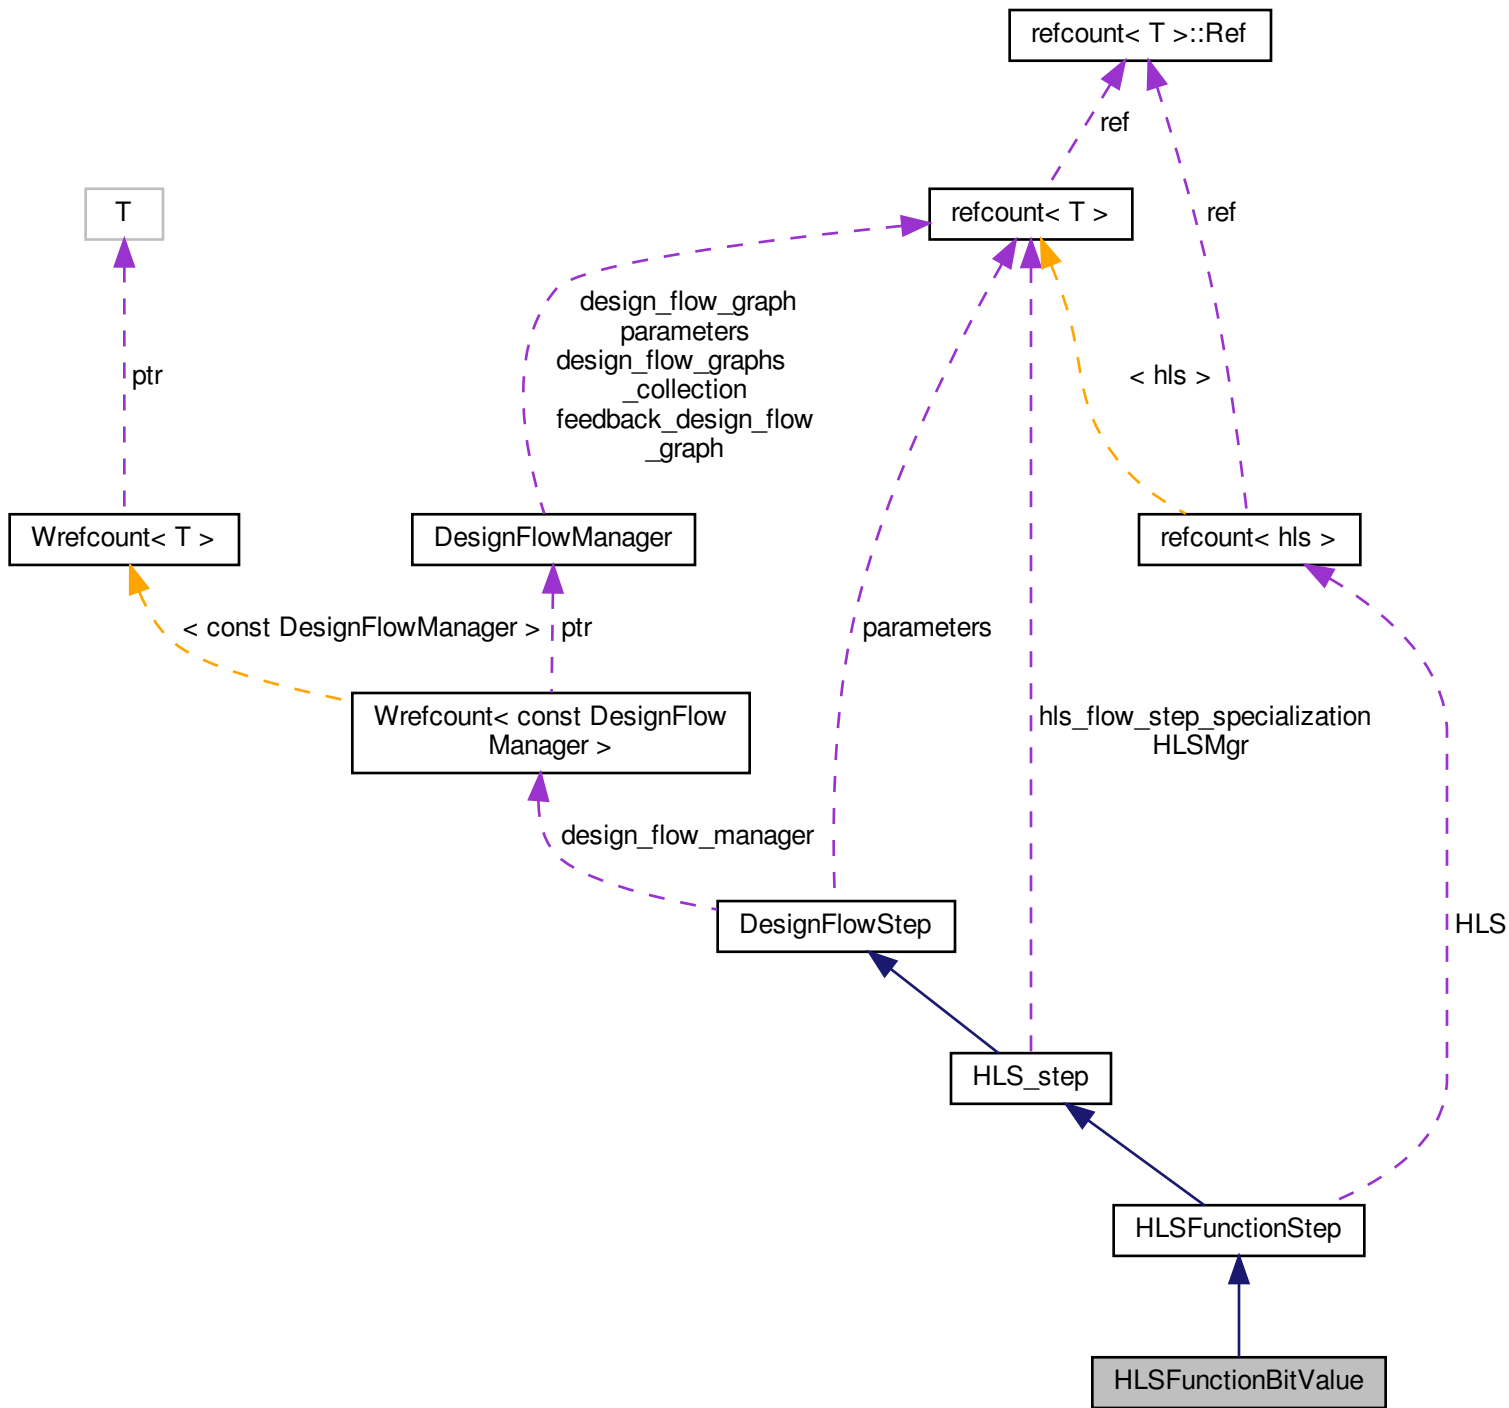 refcount< T >::Ref
ref
T
refcount< T >
ref
design_flow_graph
parameters
design_flow_graphs
_collection
feedback_design_flow
_graph
ptr
< hls >
Wrefcount< T >
DesignFlowManager
refcount< hls >
< const DesignFlowManager >
ptr
parameters
Wrefcount< const DesignFlow
Manager >
hls_flow_step_specialization
HLSMgr
design_flow_manager
DesignFlowStep
HLS
HLS_step
HLSFunctionStep
HLSFunctionBitValue